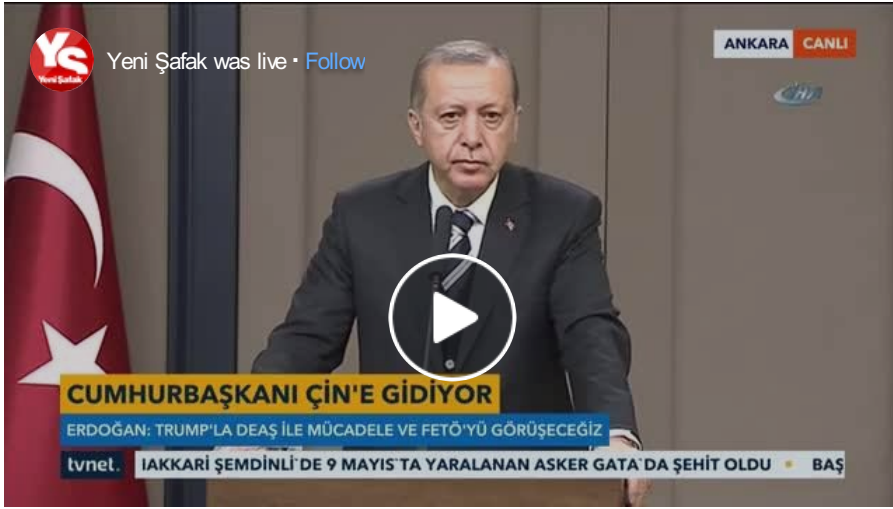 YS
Yeni Şafak
Yeni Şafak was live · Follow
ANKARA CANLI
İHA
CUMHURBAŞKANI ÇİN'E GİDİYOR
ERDOĞAN: TRUMP'LA DEAŞ İLE MÜCADELE VE FETÖ'YÜ GÖRÜŞECEĞİZ
tvnet. IAKKARİ ŞEMDİNLİ`DE 9 MAYIS`TA YARALANAN ASKER GATA`DA ŞEHİT OLDU • BAŞ